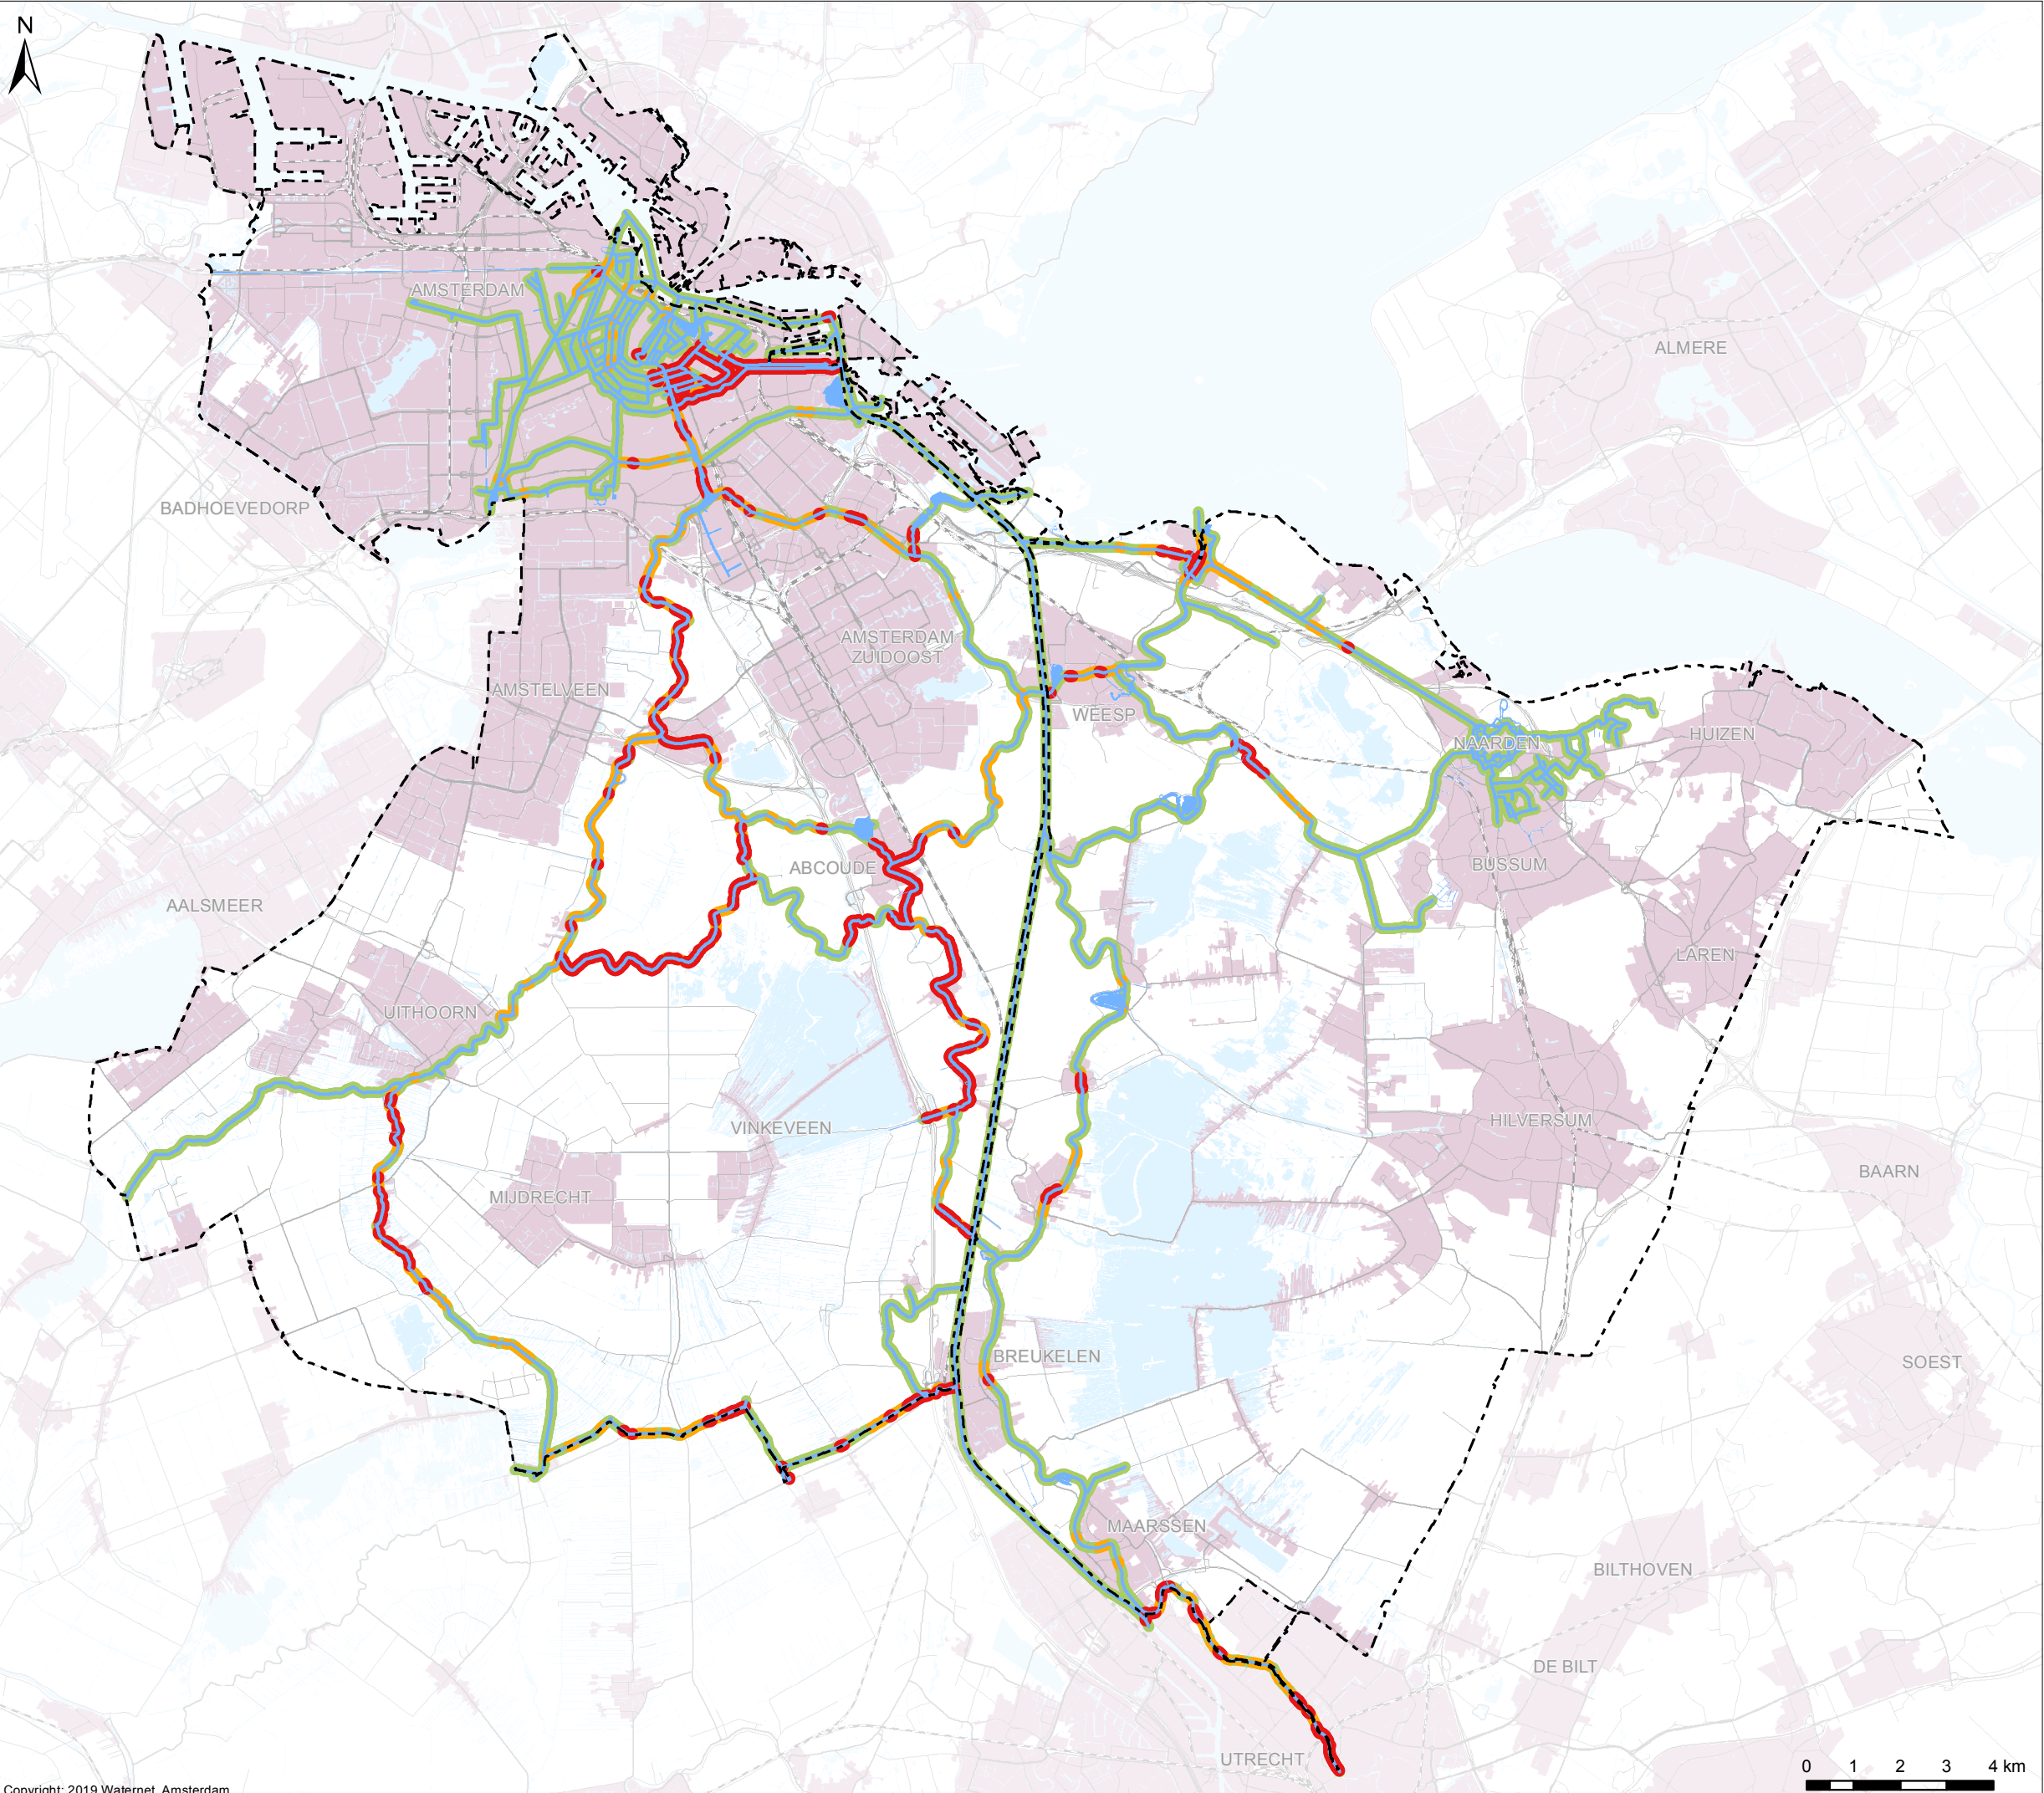 N
AMSTERDAM
ALMERE
BADHOEVEDORP
AMSTERDAM
ZUIDOOST
AMSTELVEEN
WEESP
NAARDEN
HUIZEN
ABCOUDE
BUSSUM
AALSMEER
LAREN
UITHOORN
VINKEVEEN
HILVERSUM
BAARN
MIJDRECHT
BREUKELEN
SOEST
MAARSSEN
BILTHOVEN
DE BILT
UTRECHT
0 1 2 3 4 km
Copyright: 2019 Waternet, Amsterdam